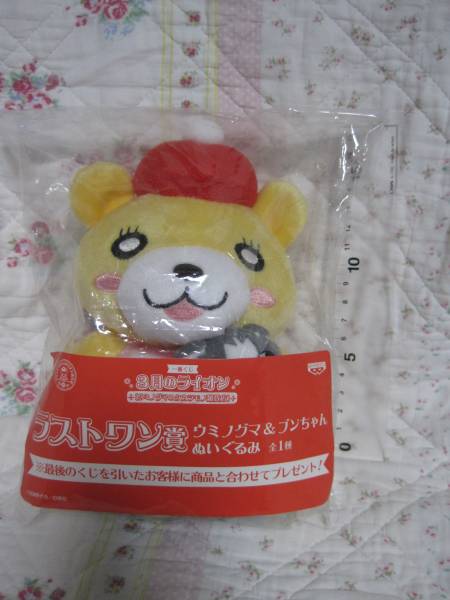 一番くじ
3月のライオン
ラストワン賞
ウミノグマ&ブンちゃん
ぬいぐるみ 全1種
※最後のくじを引いたお客様に商品と合わせてプレゼント!
BANPRESTO
0
5
10